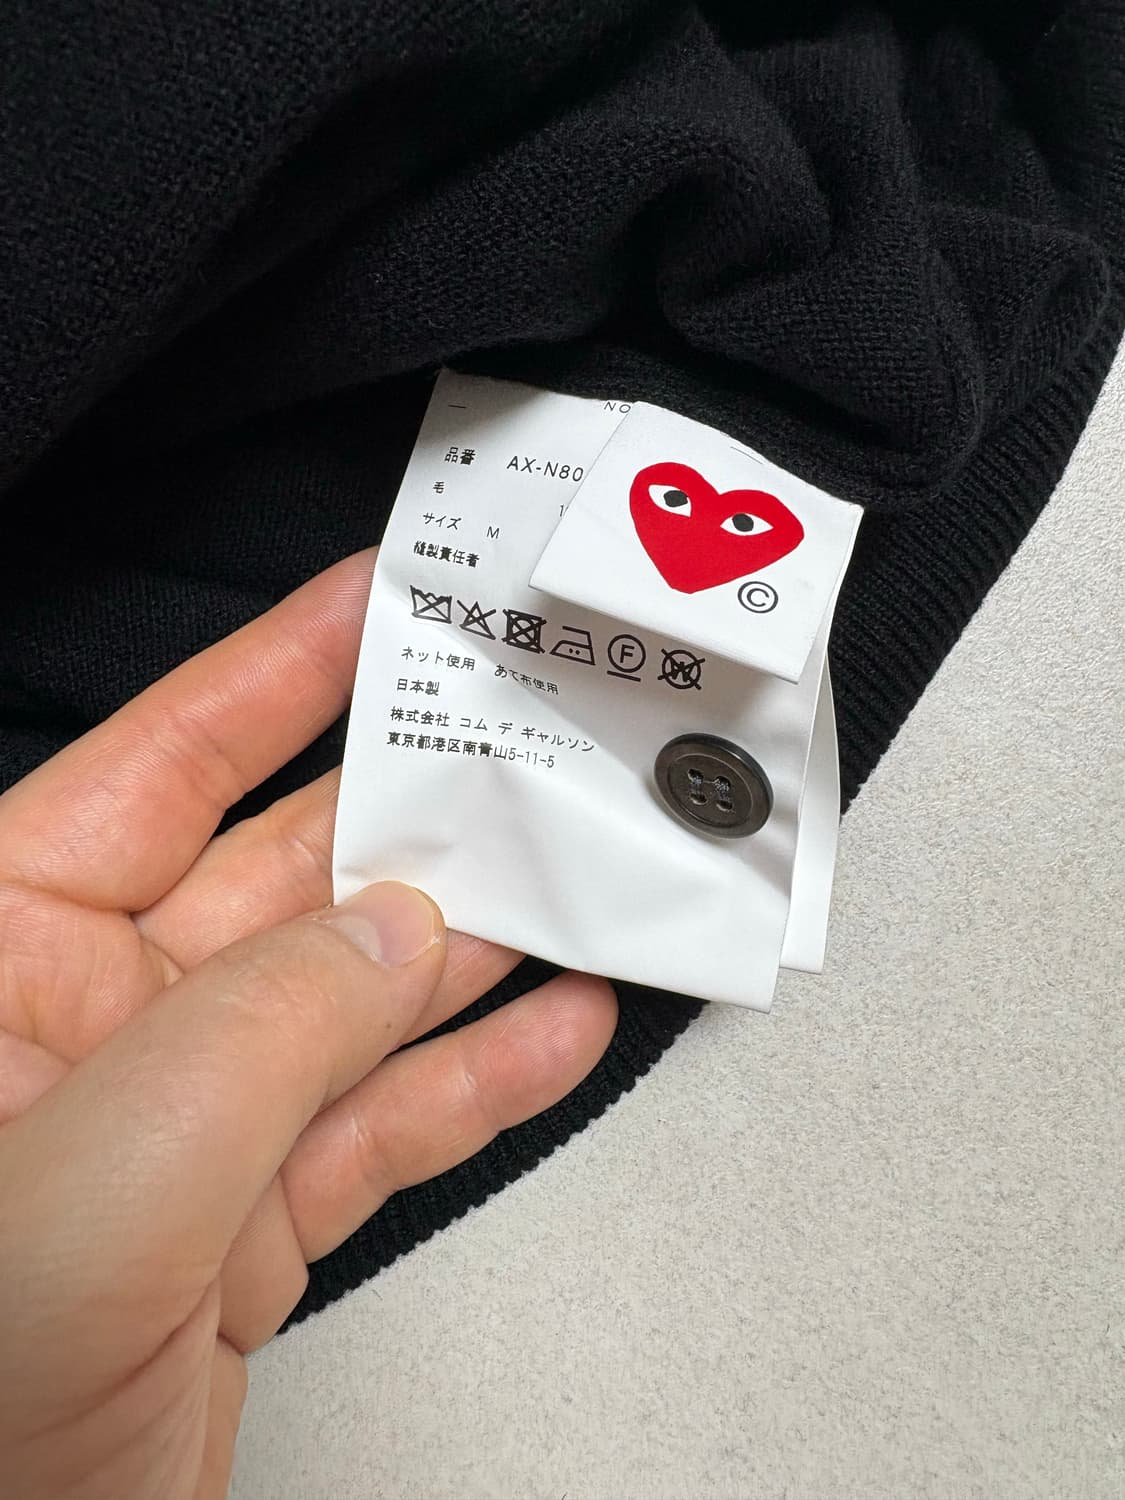 NO
品番 AX-N80
毛
サイズ M
縫製責任者
©
F
W
ネット使用 あて布使用
日本製
株式会社 コム デ ギャルソン
東京都港区南青山5-11-5